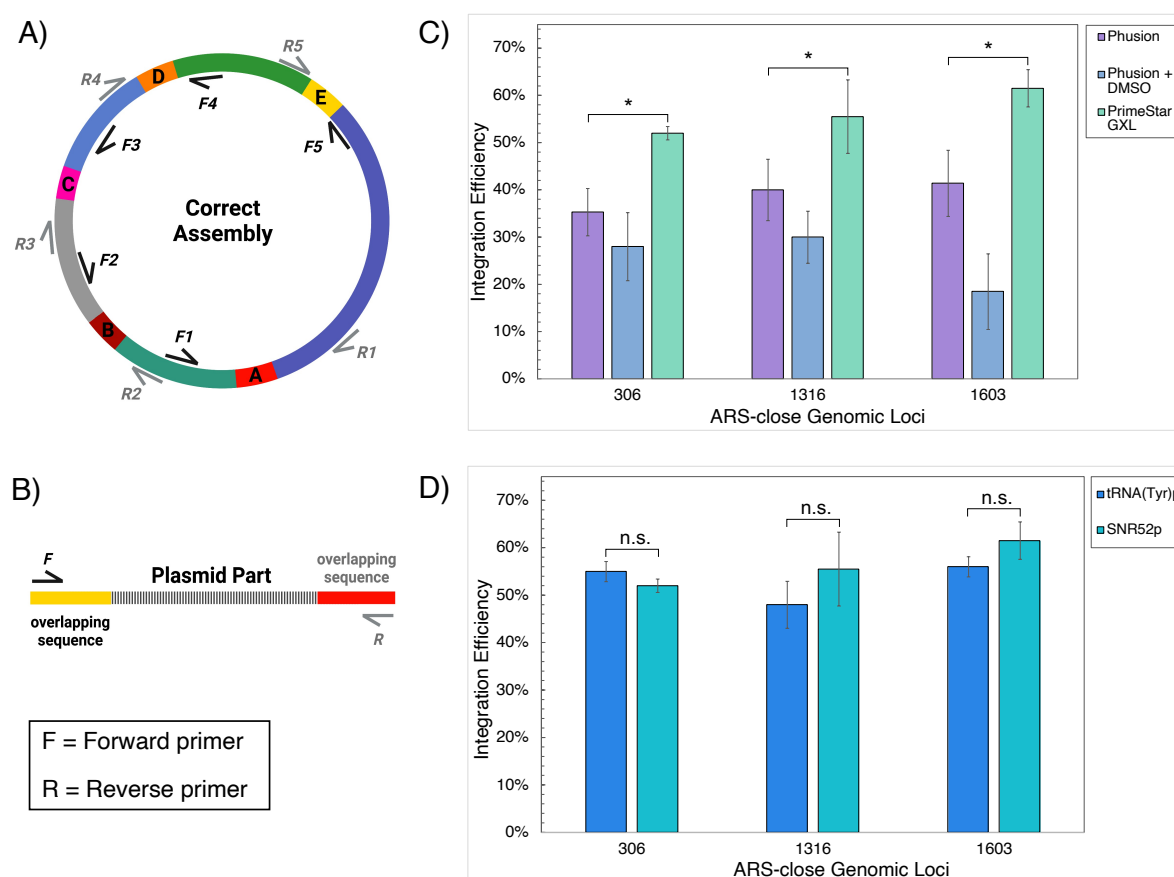 A)
R5
R4
D
F4
E
F3
F5
C
Correct
Assembly
R3
F2
B
F1
A
R1
R2
B)
F
Plasmid Part
overlapping
sequence
overlapping
sequence
R
F = Forward primer
R = Reverse primer
C)
Integration Efficiency
70%
60%
50%
40%
30%
20%
10%
0%
*
*
*
306
1316
1603
ARS-close Genomic Loci
Phusion
Phusion +
DMSO
PrimeStar
GXL
D)
Integration Efficiency
70%
60%
50%
40%
30%
20%
10%
0%
n.s.
n.s.
n.s.
306
1316
1603
ARS-close Genomic Loci
tRNA(Tyr)p
SNR52p